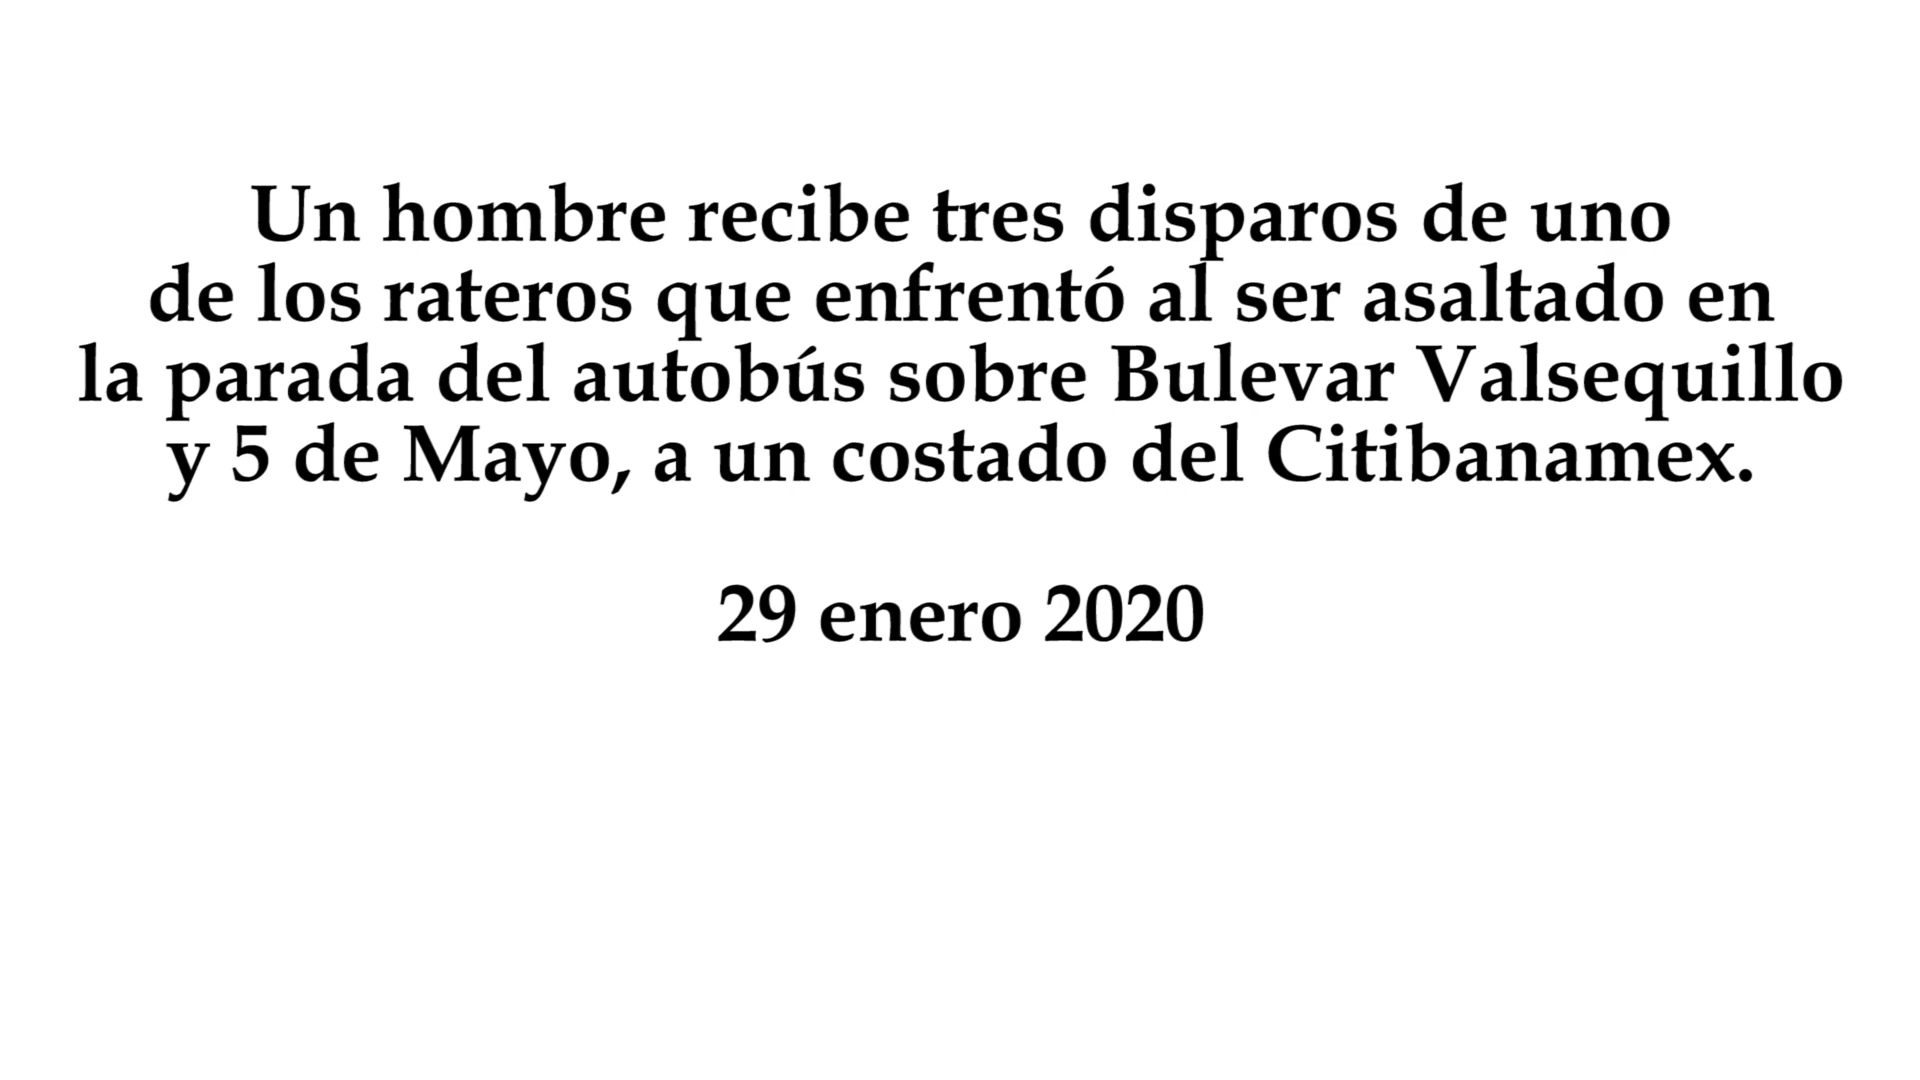 Un hombre recibe tres disparos de uno
de los rateros que enfrentó al ser asaltado en
la parada del autobús sobre Bulevar Valsequillo
y 5 de Mayo, a un costado del Citibanamex.
29 enero 2020